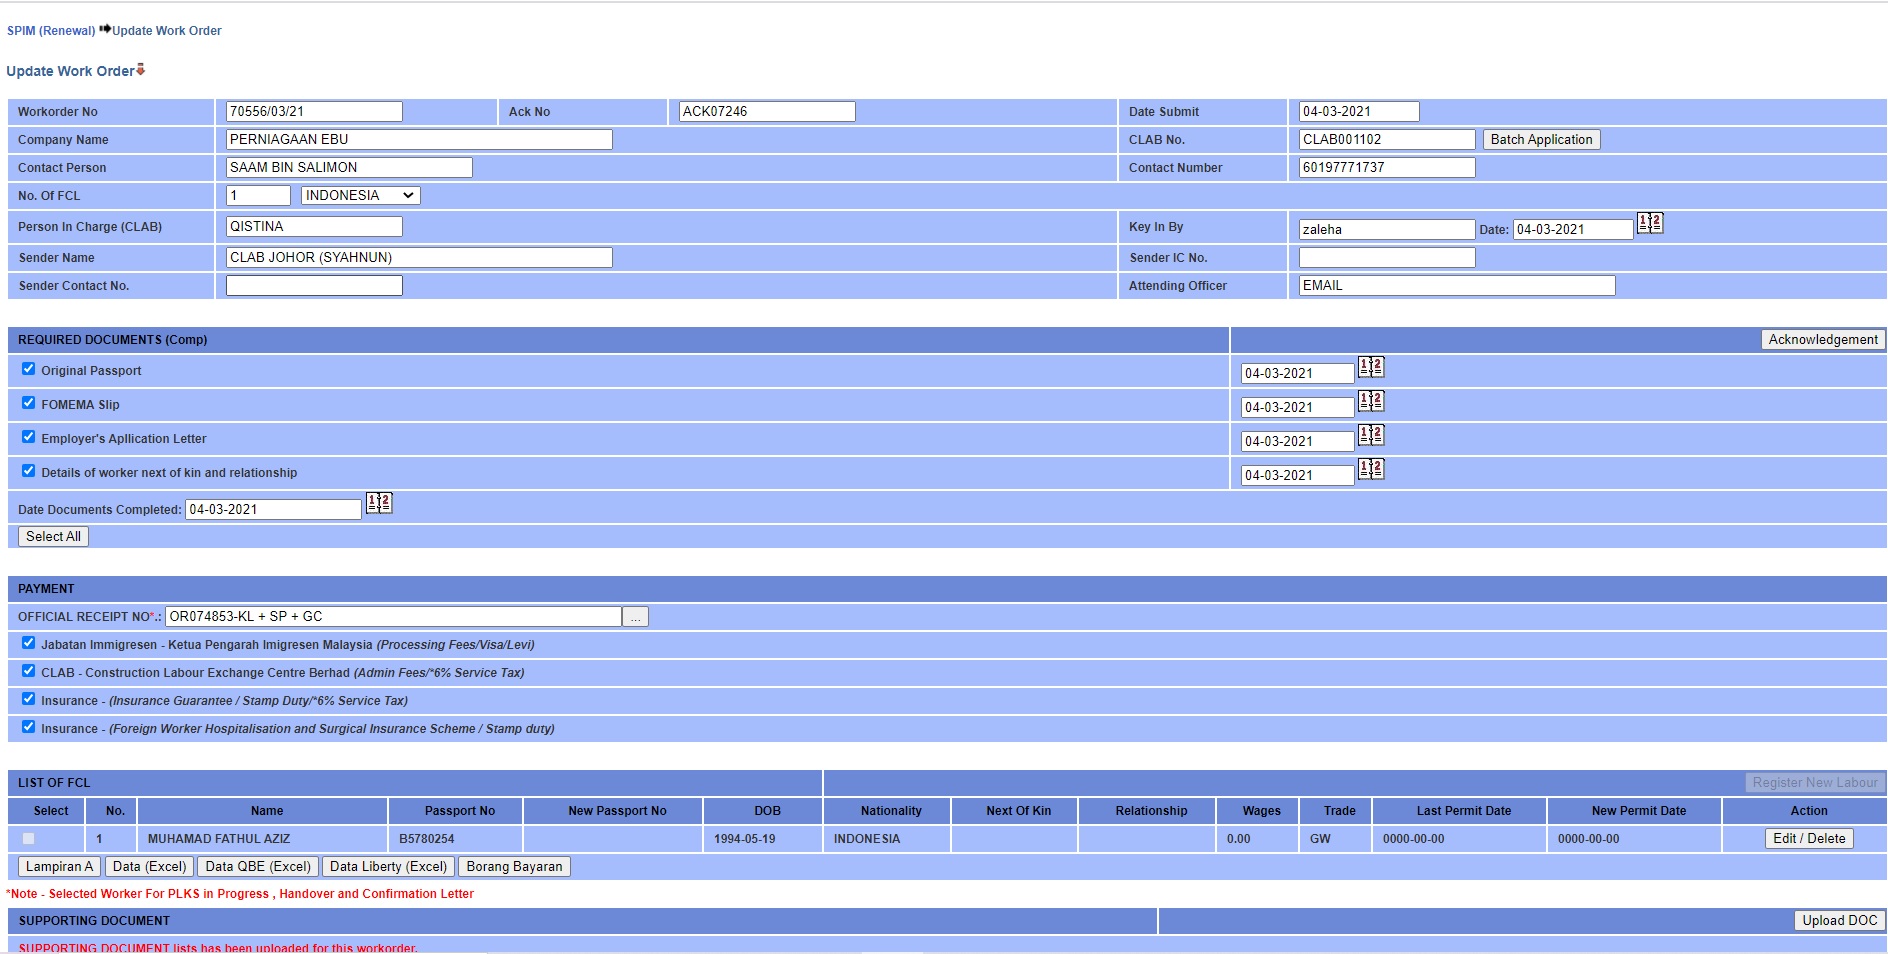 SPIM (Renewal) Update Work Order
Update Work Order
Workorder No 70556/03/21 Ack No ACK07246 Date Submit 04-03-2021
Company Name PERNIAGAAN EBU CLAB No. CLAB001102 Batch Application
Contact Person SAAM BIN SALIMON Contact Number 60197771737
No. Of FCL 1 INDONESIA
Person In Charge (CLAB) QISTINA Key In By zaleha Date: 04-03-2021
Sender Name CLAB JOHOR (SYAHNUN) Sender IC No.
Sender Contact No. Attending Officer EMAIL
REQUIRED DOCUMENTS (Comp) Acknowledgement
Original Passport 04-03-2021
FOMEMA Slip 04-03-2021
Employer's Apllication Letter 04-03-2021
Details of worker next of kin and relationship 04-03-2021
Date Documents Completed: 04-03-2021
Select All
PAYMENT
OFFICIAL RECEIPT NO*.: OR074853-KL + SP + GC ...
Jabatan Immigresen - Ketua Pengarah Imigresen Malaysia (Processing Fees/Visa/Levi)
CLAB - Construction Labour Exchange Centre Berhad (Admin Fees/*6% Service Tax)
Insurance - (Insurance Guarantee / Stamp Duty/*6% Service Tax)
Insurance - (Foreign Worker Hospitalisation and Surgical Insurance Scheme / Stamp duty)
LIST OF FCL Register New Labour
Select No. Name Passport No New Passport No DOB Nationality Next Of Kin Relationship Wages Trade Last Permit Date New Permit Date Action
1 MUHAMAD FATHUL AZIZ B5780254 1994-05-19 INDONESIA 0.00 GW 0000-00-00 0000-00-00 Edit / Delete
Lampiran A Data (Excel) Data QBE (Excel) Data Liberty (Excel) Borang Bayaran
*Note - Selected Worker For PLKS in Progress , Handover and Confirmation Letter
SUPPORTING DOCUMENT Upload DOC
SUPPORTING DOCUMENT lists has been uploaded for this workorder.